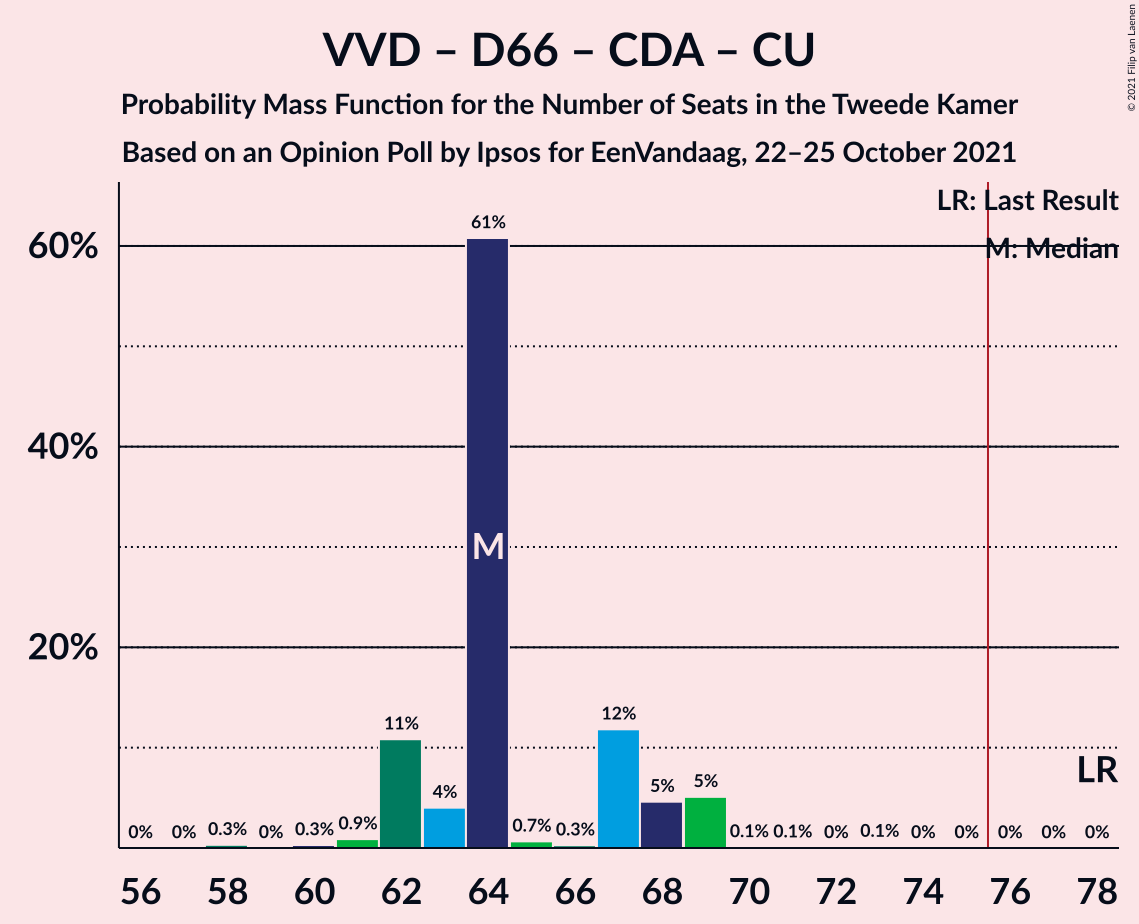 VVD – D66 – CDA – CU
Probability Mass Function for the Number of Seats in the Tweede Kamer
Based on an Opinion Poll by Ipsos for EenVandaag, 22–25 October 2021
© 2021 Filip van Laenen
LR: Last Result
M: Median
60%
40%
20%
0% 0% 0.3% 0% 0.3% 0.9% 11% 4% 61% 0.7% 0.3% 12% 5% 5% 0.1% 0.1% 0% 0.1% 0% 0% 0% 0% 0%
M
LR
56 58 60 62 64 66 68 70 72 74 76 78